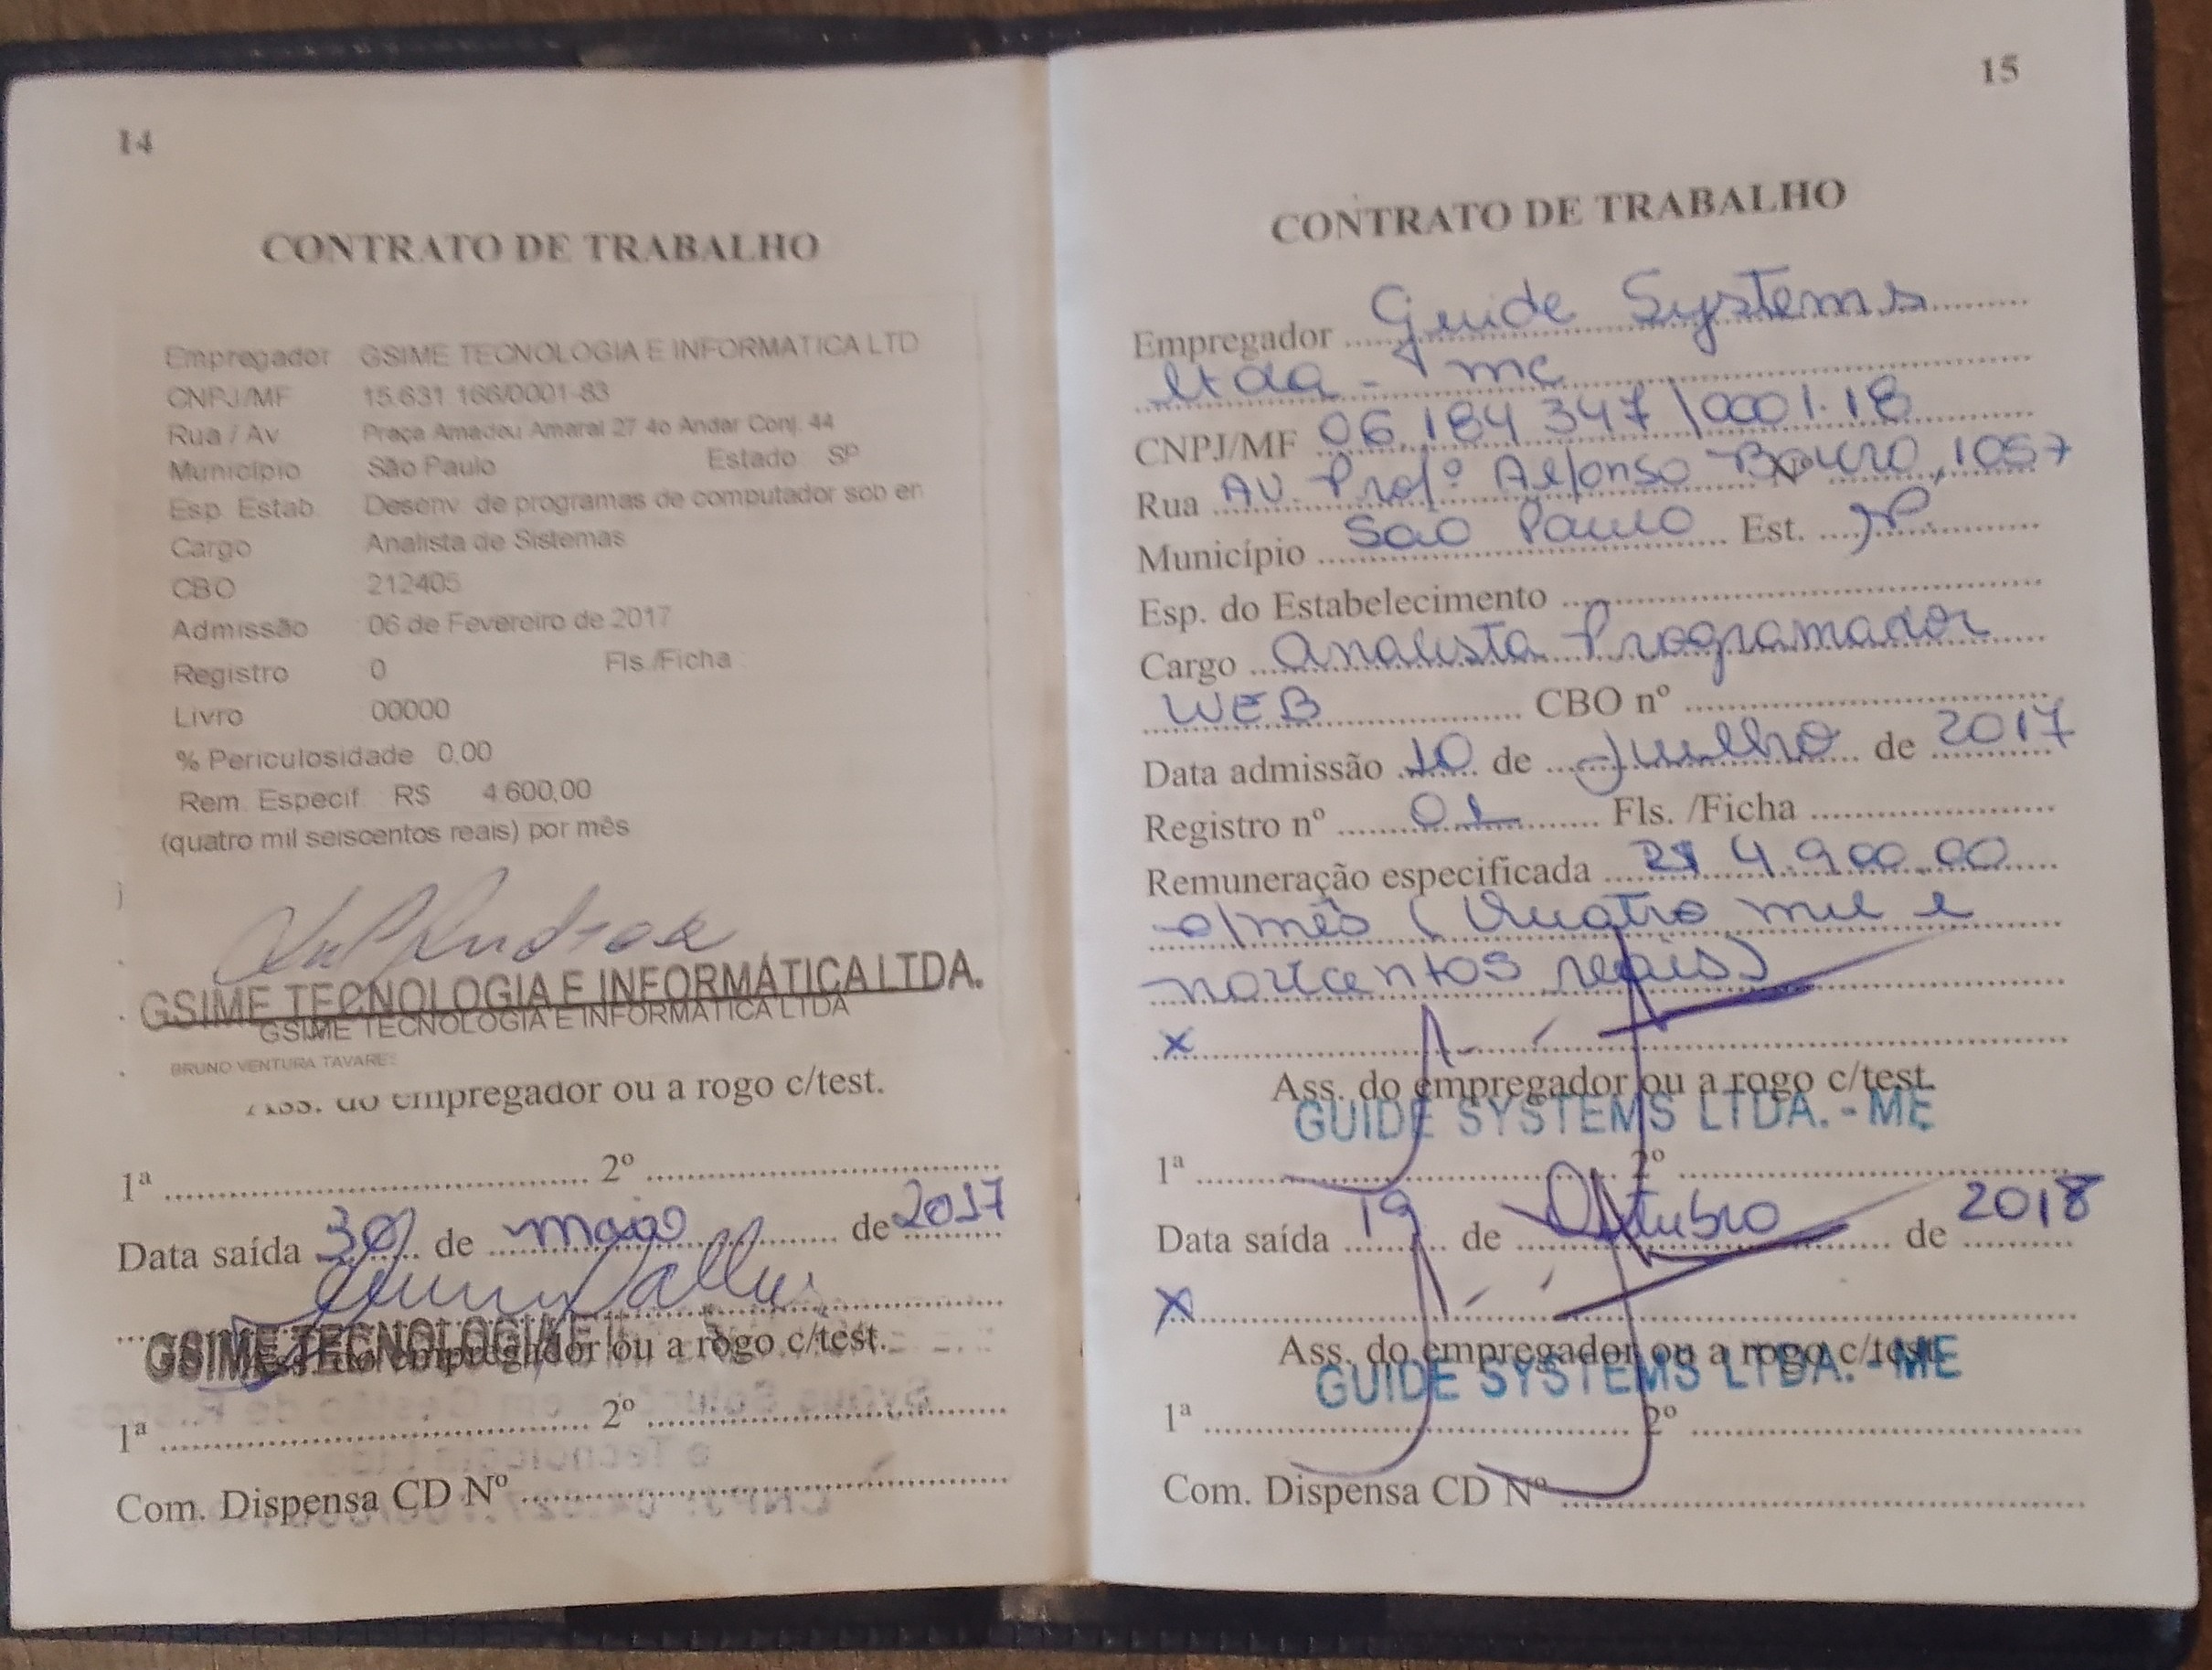 14
CONTRATO DE TRABALHO
Empregador GSIME TECNOLOGIA E INFORMATICA LTD
CNPJ/MF 15.631.166/0001-83
Rua / Av Praça Amadeu Amaral 27 4o Andar Conj. 44
Município São Paulo Estado SP
Esp. Estab. Desenv. de programas de computador sob en
Cargo Analista de Sistemas
CBO 212405
Admissão 06 de Fevereiro de 2017
Registro 0 Fls./Ficha
Livro 00000
% Periculosidade 0,00
Rem. Especif. R$ 4.600,00
(quatro mil seiscentos reais) por mês
GSIME TECNOLOGIA E INFORMÁTICA LTDA.
GSIME TECNOLOGIA E INFORMATICA LTDA
BRUNO VENTURA TAVARES
Ass. do empregador ou a rogo c/test.
1ª 2º
Data saída 30 de maio de 2017
GSIME TECNOLOGIA E
Ass. do empregador ou a rogo c/test.
1ª 2º
Com. Dispensa CD Nº
15
CONTRATO DE TRABALHO
Empregador Guide Systems
ltda - me
CNPJ/MF 06.184.347\0001.18
Rua Av. Profº Alfonso Bovero, 1057
Município São Paulo Est. SP
Esp. do Estabelecimento
Cargo Analista Programador
WEB CBO nº
Data admissão 10 de Julho de 2017
Registro nº 01 Fls. /Ficha
Remuneração especificada R$ 4.900,00
p/mês (Quatro mil e
novecentos reais)
x
Ass. do empregador ou a rogo c/test.
GUIDE SYSTEMS LTDA. - ME
1ª 2º
Data saída 19 de Outubro de 2018
x
Ass. do empregador ou a rogo c/test.
GUIDE SYSTEMS LTDA. - ME
1ª 2º
Com. Dispensa CD Nº